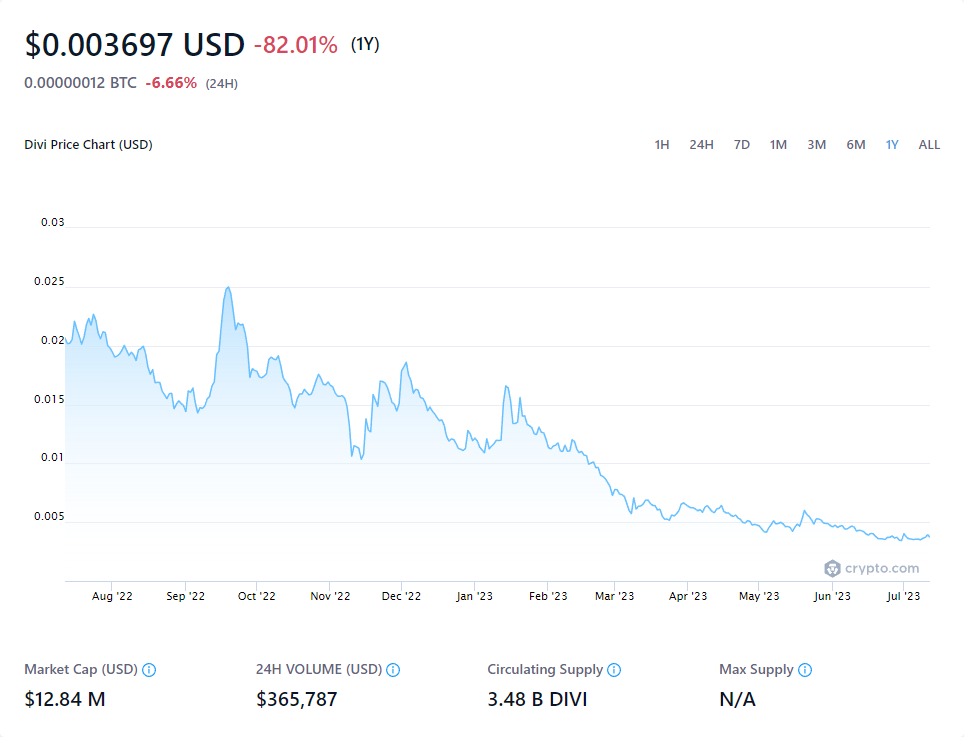 $0.003697 USD -82.01% (1Y)
0.00000012 BTC -6.66% (24H)
Divi Price Chart (USD) 1H 24H 7D 1M 3M 6M 1Y ALL
0.03
0.025
0.02
0.015
0.01
0.005
crypto.com
Aug '22 Sep '22 Oct '22 Nov '22 Dec '22 Jan '23 Feb '23 Mar '23 Apr '23 May '23 Jun '23 Jul '23
Market Cap (USD) 24H VOLUME (USD) Circulating Supply Max Supply
$12.84 M $365,787 3.48 B DIVI N/A